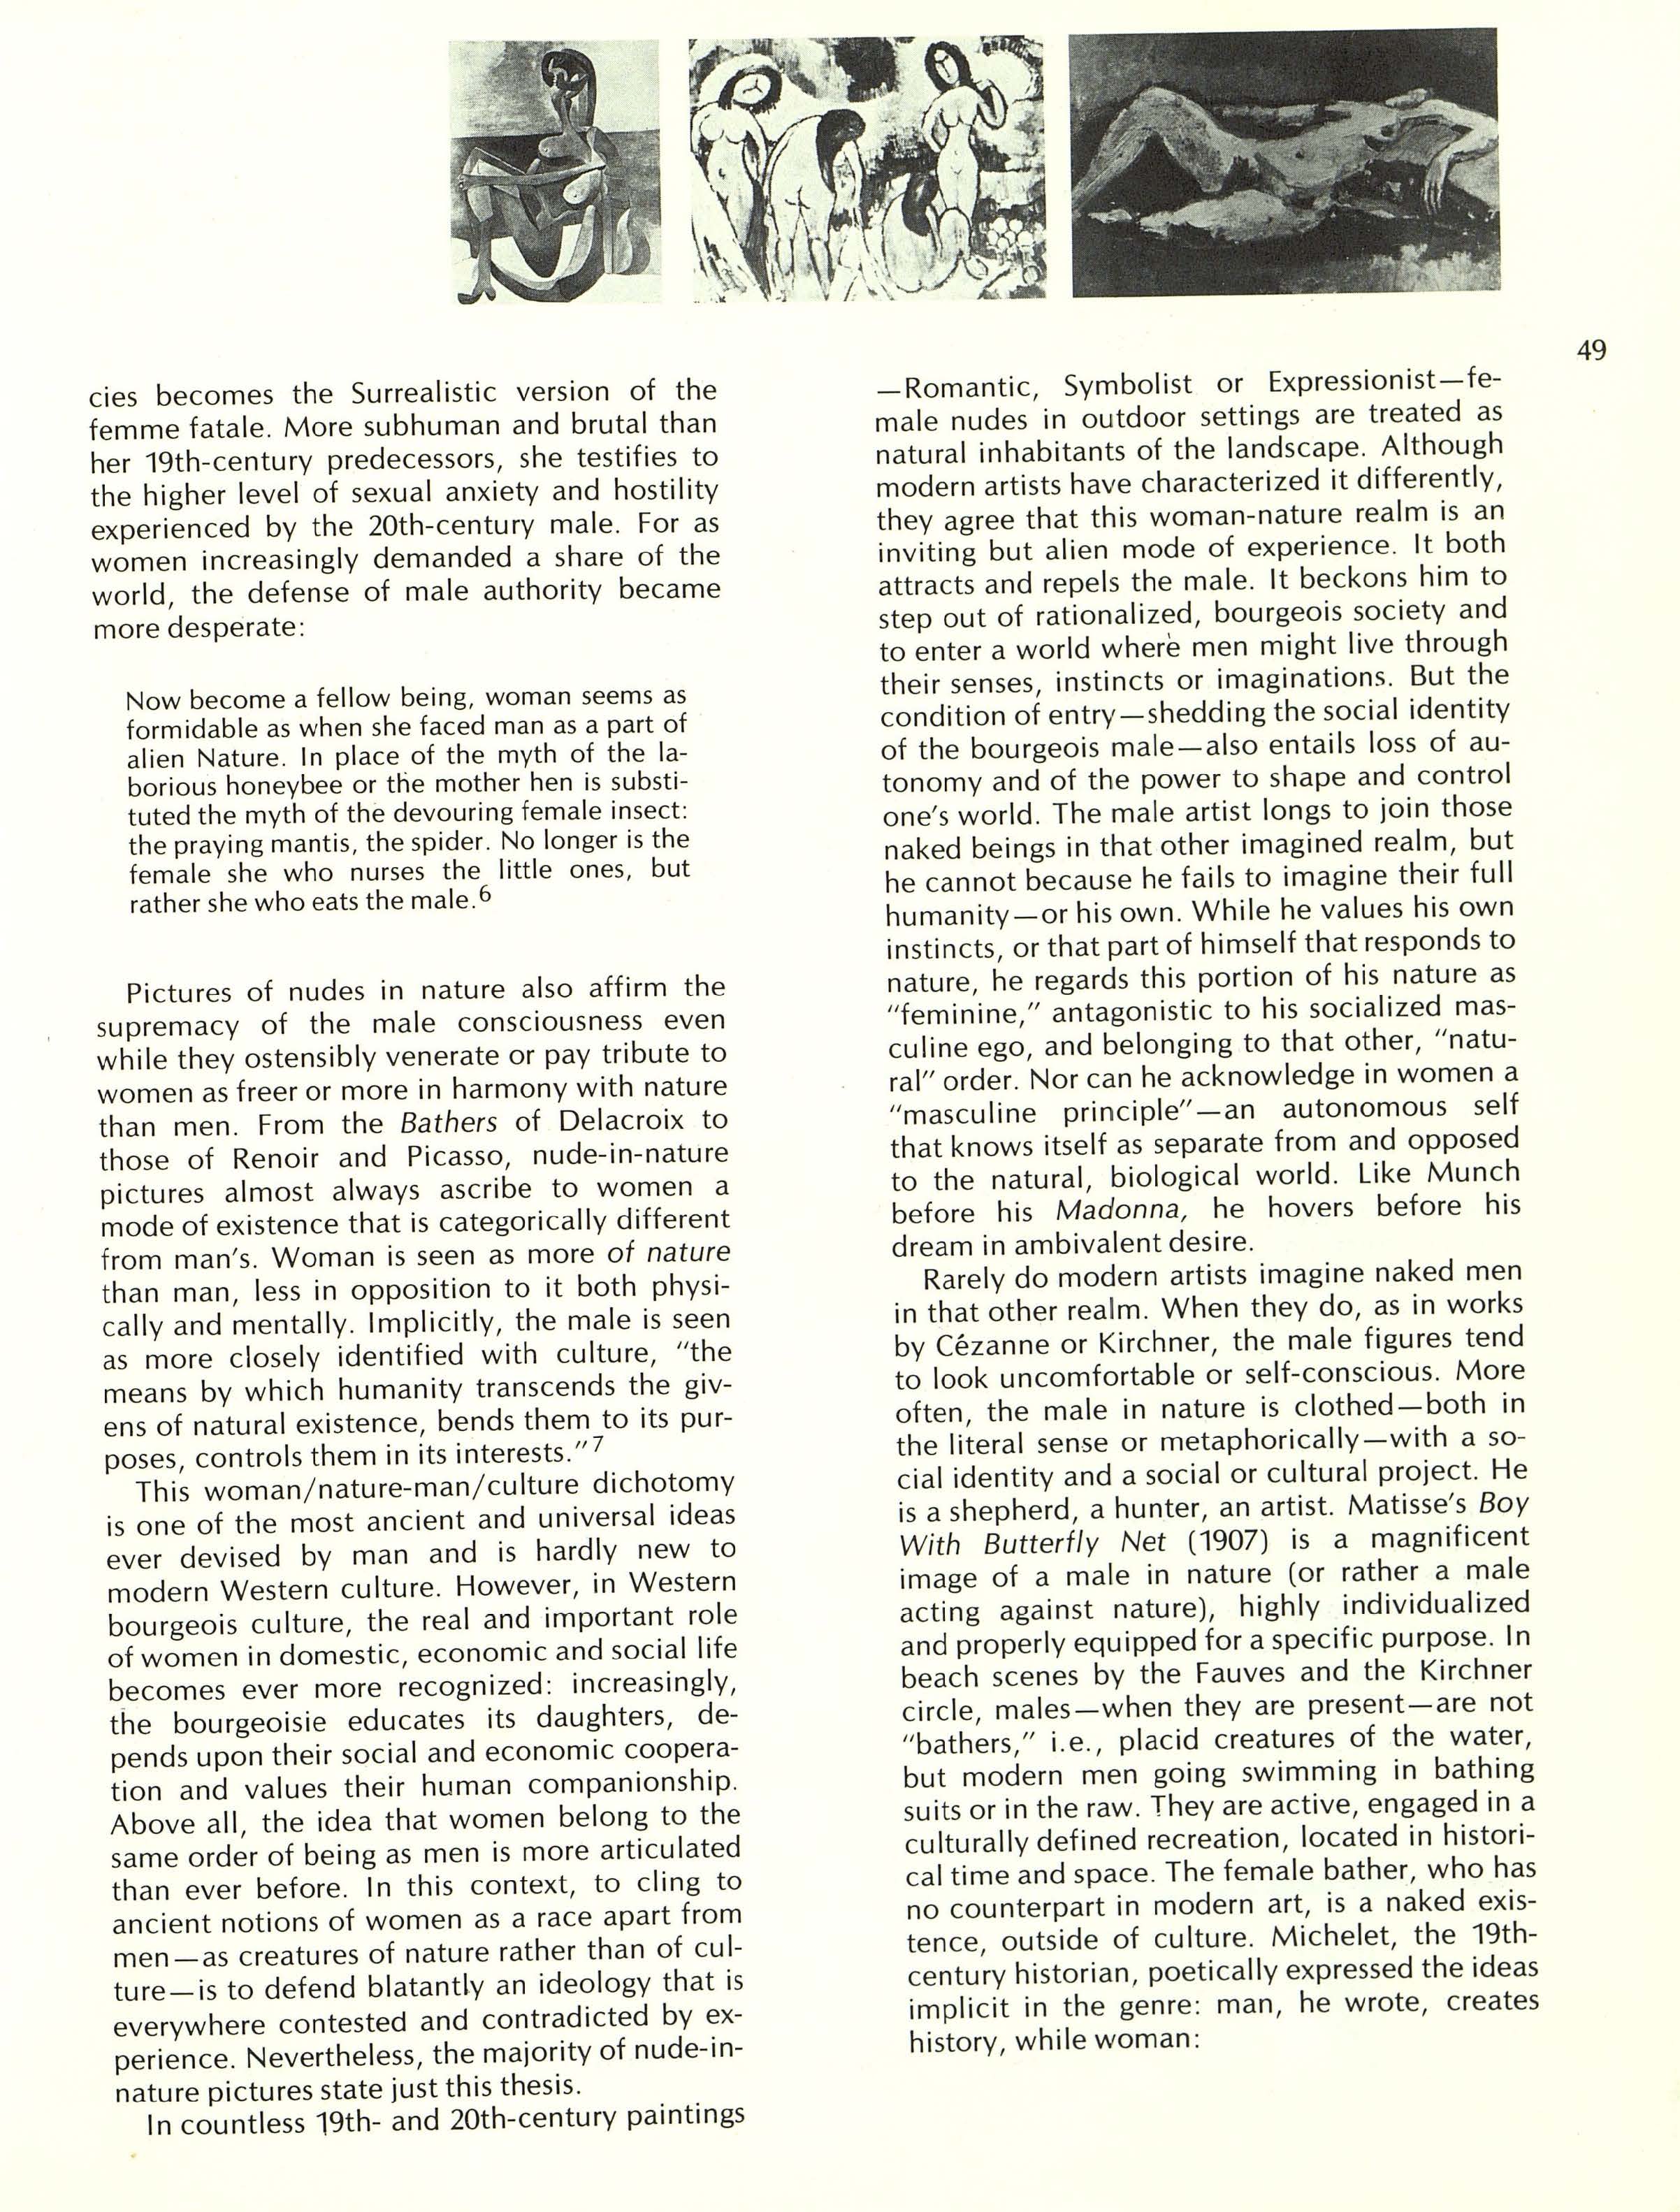 49
cies becomes the Surrealistic version of the
femme fatale. More subhuman and brutal than
her 19th-century predecessors, she testifies to
the higher level of sexual anxiety and hostility
experienced by the 20th-century male. For as
women increasingly demanded a share of the
world, the defense of male authority became
more desperate:
Now become a fellow being, woman seems as
formidable as when she faced man as a part of
alien Nature. In place of the myth of the la-
borious honeybee or the mother hen is substi-
tuted the myth of the devouring female insect:
the praying mantis, the spider. No longer is the
female she who nurses the little ones, but
rather she who eats the male.6
Pictures of nudes in nature also affirm the
supremacy of the male consciousness even
while they ostensibly venerate or pay tribute to
women as freer or more in harmony with nature
than men. From the Bathers of Delacroix to
those of Renoir and Picasso, nude-in-nature
pictures almost always ascribe to women a
mode of existence that is categorically different
from man's. Woman is seen as more of nature
than man, less in opposition to it both physi-
cally and mentally. Implicitly, the male is seen
as more closely identified with culture, "the
means by which humanity transcends the giv-
ens of natural existence, bends them to its pur-
poses, controls them in its interests."7
This woman/nature-man/culture dichotomy
is one of the most ancient and universal ideas
ever devised by man and is hardly new to
modern Western culture. However, in Western
bourgeois culture, the real and important role
of women in domestic, economic and social life
becomes ever more recognized: increasingly,
the bourgeoisie educates its daughters, de-
pends upon their social and economic coopera-
tion and values their human companionship.
Above all, the idea that women belong to the
same order of being as men is more articulated
than ever before. In this context, to cling to
ancient notions of women as a race apart from
men—as creatures of nature rather than of cul-
ture—is to defend blatantly an ideology that is
everywhere contested and contradicted by ex-
perience. Nevertheless, the majority of nude-in-
nature pictures state just this thesis.
In countless 19th- and 20th-century paintings
—Romantic, Symbolist or Expressionist—fe-
male nudes in outdoor settings are treated as
natural inhabitants of the landscape. Although
modern artists have characterized it differently,
they agree that this woman-nature realm is an
inviting but alien mode of experience. It both
attracts and repels the male. It beckons him to
step out of rationalized, bourgeois society and
to enter a world where men might live through
their senses, instincts or imaginations. But the
condition of entry—shedding the social identity
of the bourgeois male—also entails loss of au-
tonomy and of the power to shape and control
one's world. The male artist longs to join those
naked beings in that other imagined realm, but
he cannot because he fails to imagine their full
humanity—or his own. While he values his own
instincts, or that part of himself that responds to
nature, he regards this portion of his nature as
"feminine," antagonistic to his socialized mas-
culine ego, and belonging to that other, "natu-
ral" order. Nor can he acknowledge in women a
"masculine principle"—an autonomous self
that knows itself as separate from and opposed
to the natural, biological world. Like Munch
before his Madonna, he hovers before his
dream in ambivalent desire.
Rarely do modern artists imagine naked men
in that other realm. When they do, as in works
by Cézanne or Kirchner, the male figures tend
to look uncomfortable or self-conscious. More
often, the male in nature is clothed—both in
the literal sense or metaphorically—with a so-
cial identity and a social or cultural project. He
is a shepherd, a hunter, an artist. Matisse's Boy
With Butterfly Net (1907) is a magnificent
image of a male in nature (or rather a male
acting against nature), highly individualized
and properly equipped for a specific purpose. In
beach scenes by the Fauves and the Kirchner
circle, males—when they are present—are not
"bathers," i.e., placid creatures of the water,
but modern men going swimming in bathing
suits or in the raw. They are active, engaged in a
culturally defined recreation, located in histori-
cal time and space. The female bather, who has
no counterpart in modern art, is a naked exis-
tence, outside of culture. Michelet, the 19th-
century historian, poetically expressed the ideas
implicit in the genre: man, he wrote, creates
history, while woman: